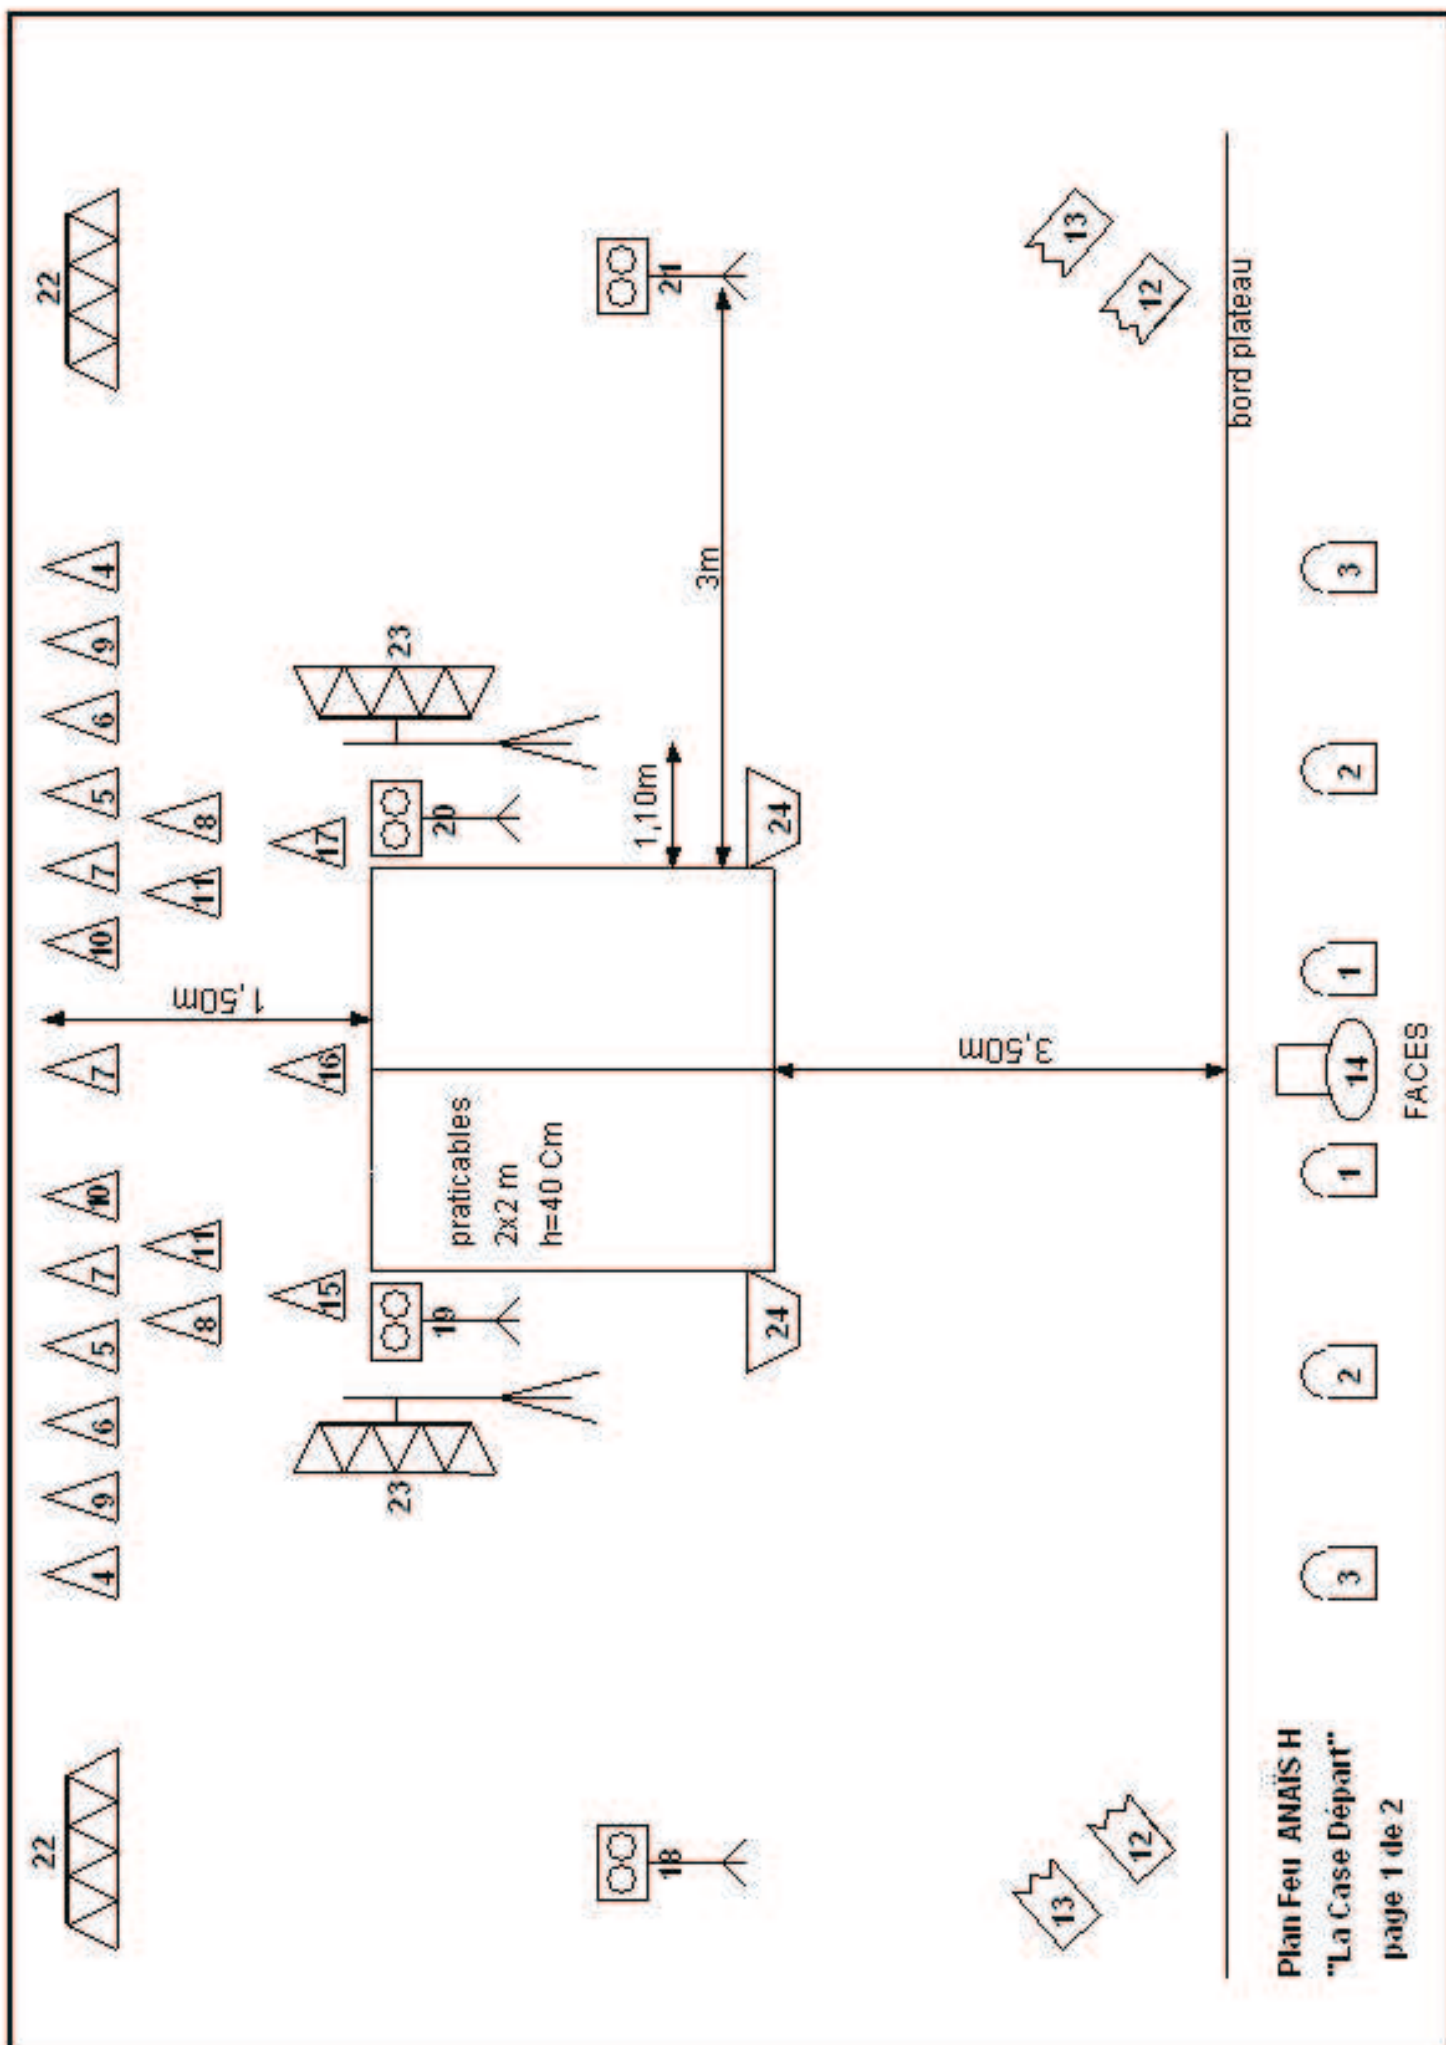 22 22
4 9 6 5 7 10 7 10 7 5 6 9 4
8 11 11 8
1,50m
15 16 17
23 23
19 20
praticables
2x2 m
h=40 Cm
18 1,10m 21
3m
24 24
3,50m
13 13
12 12
bord plateau
3 2 1 14 1 2 3
FACES
Plan Feu ANAÏS H
"La Case Départ"
page 1 de 2